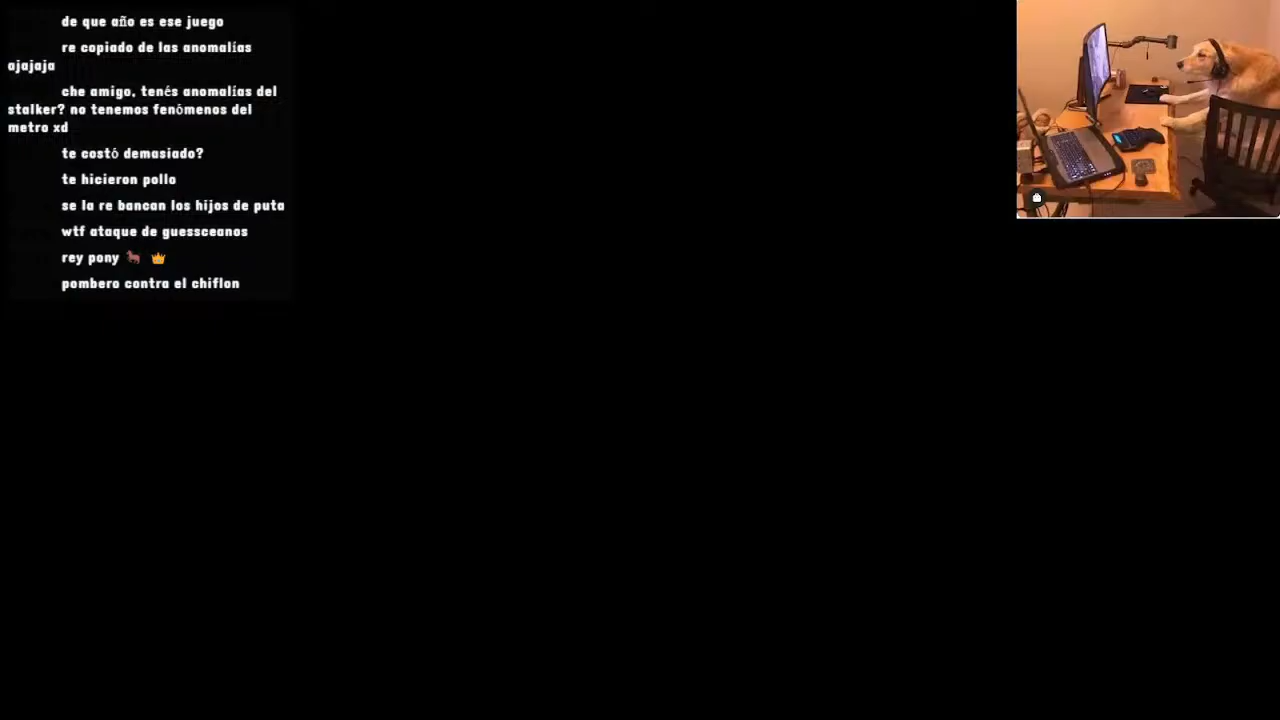 de que año es ese juego
re copiado de las anomalías
ajajaja
che amigo, tenés anomalías del
stalker? no tenemos fenómenos del
metro xd
te costó demasiado?
te hicieron pollo
se la re bancan los hijos de puta
wtf ataque de guessceanos
rey pony 🐎 👑
pombero contra el chiflon